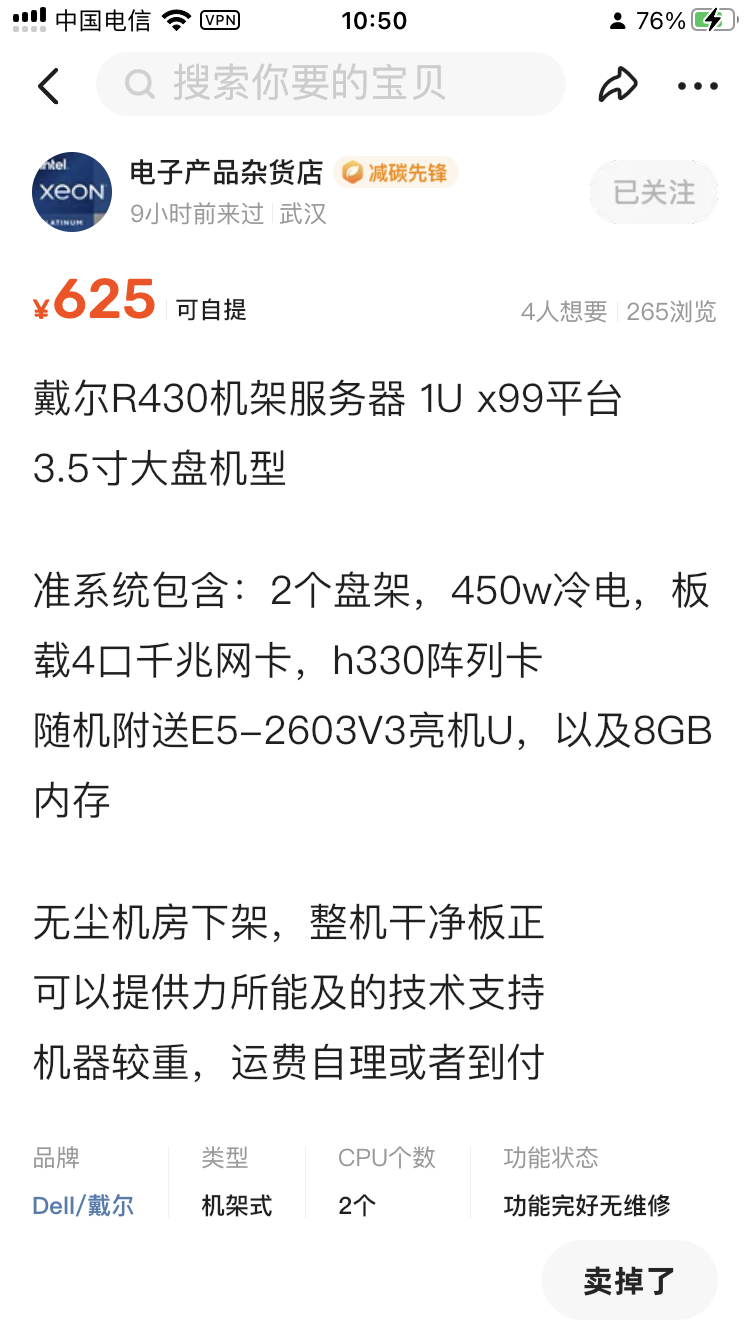 中国电信 VPN 10:50 76%
搜索你要的宝贝
intel
XEON
PLATINUM
电子产品杂货店 减碳先锋
9小时前来过 武汉
已关注
¥625 可自提 4人想要 265浏览
戴尔R430机架服务器 1U x99平台
3.5寸大盘机型
准系统包含：2个盘架，450w冷电，板
载4口千兆网卡，h330阵列卡
随机附送E5-2603V3亮机U，以及8GB
内存
无尘机房下架，整机干净板正
可以提供力所能及的技术支持
机器较重，运费自理或者到付
品牌 类型 CPU个数 功能状态
Dell/戴尔 机架式 2个 功能完好无维修
卖掉了